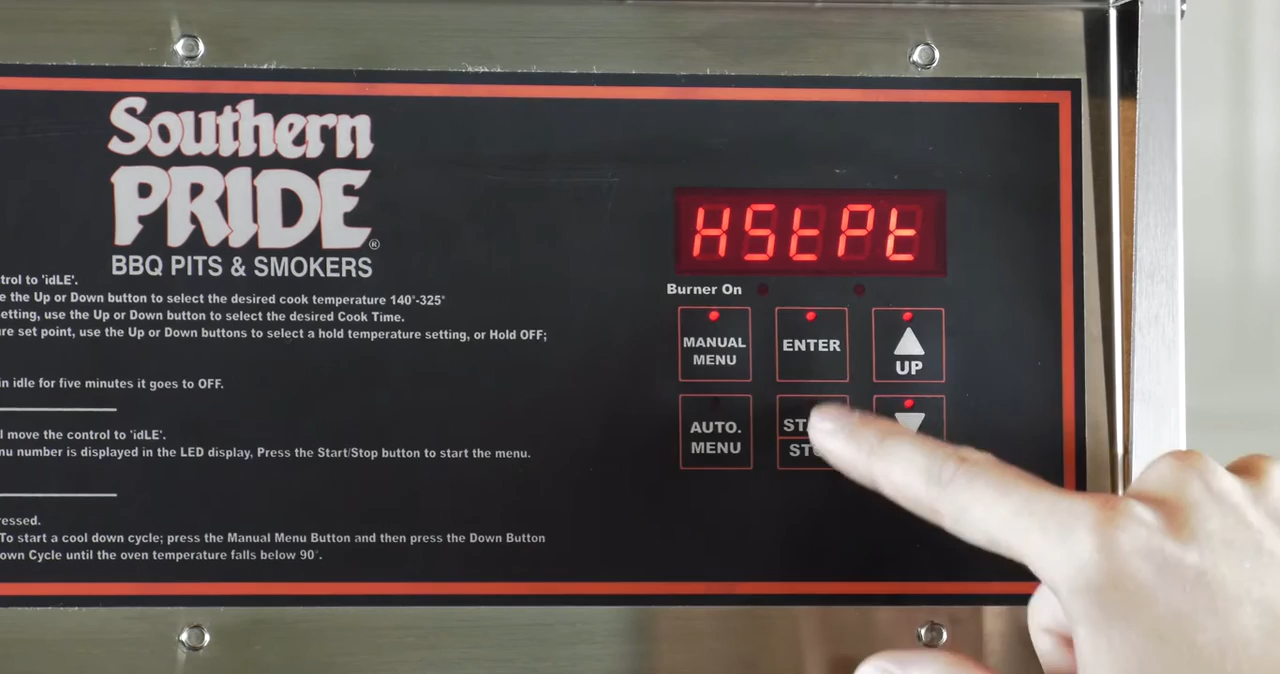 Southern
PRIDE®
BBQ PITS & SMOKERS
trol to 'idLE'.
e the Up or Down button to select the desired cook temperature 140°-325°
etting, use the Up or Down button to select the desired Cook Time.
re set point, use the Up or Down buttons to select a hold temperature setting, or Hold OFF;
in idle for five minutes it goes to OFF.
l move the control to 'idLE'.
nu number is displayed in the LED display, Press the Start/Stop button to start the menu.
ressed.
To start a cool down cycle; press the Manual Menu Button and then press the Down Button
own Cycle until the oven temperature falls below 90°.
HStPt
Burner On
MANUAL MENU
ENTER
UP
AUTO. MENU
STA
STO